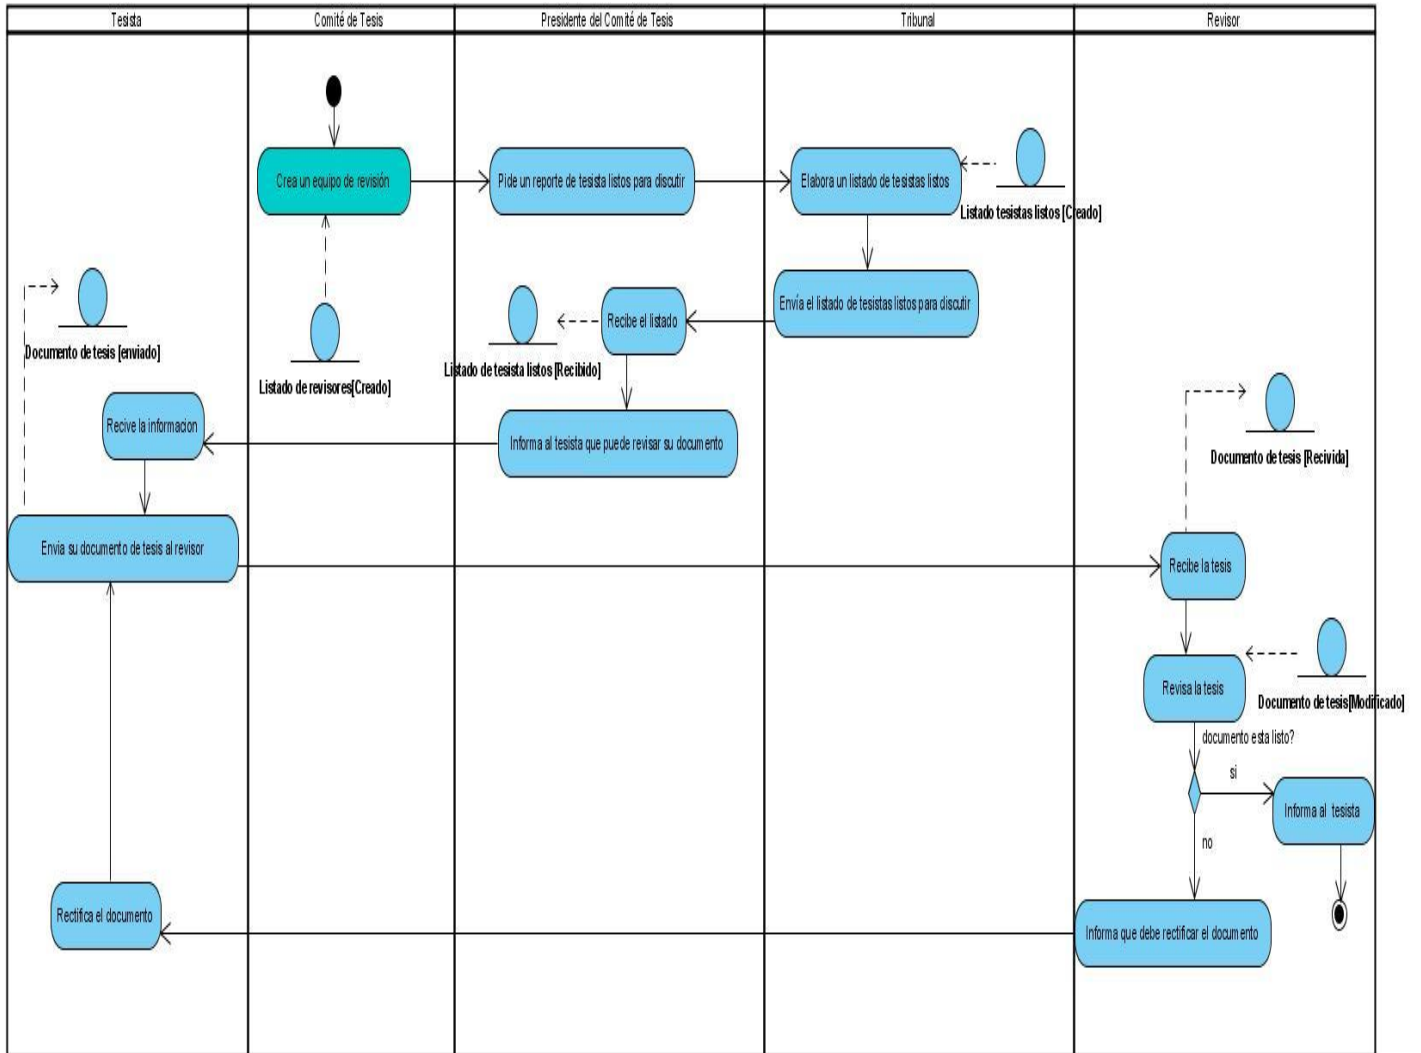 Tesista
Comité de Tesis
Presidente del Comité de Tesis
Tribunal
Revisor
Crea un equipo de revisión
Pide un reporte de tesista listos para discutir
Elabora un listado de tesistas listos
Listado tesistas listos [Creado]
Envía el listado de tesistas listos para discutir
Recibe el listado
Documento de tesis [enviado]
Listado de revisores[Creado]
Listado de tesista listos [Recibido]
Recive la informacion
Informa al tesista que puede revisar su documento
Documento de tesis [Recivida]
Envia su documento de tesis al revisor
Recibe la tesis
Revisa la tesis
Documento de tesis[Modificado]
documento esta listo?
si
Informa al tesista
no
Rectifica el documento
Informa que debe rectificar el documento